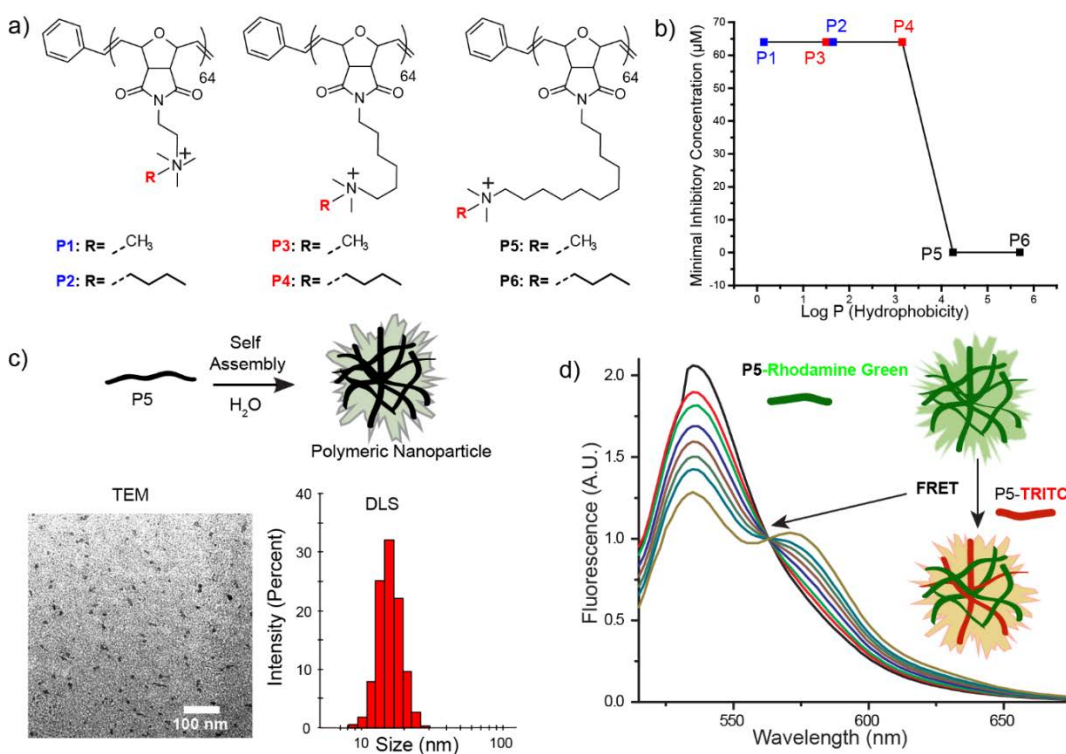 a)
64
64
64
O
O
O
O
N
O
O
O
N
O
O
O
N
N
+
R
N
+
R
N
+
R
P1: R= CH₃
P3: R= CH₃
P5: R= CH₃
P2: R=
P4: R=
P6: R=
b)
Minimal Inhibitory Concentration (µM)
70
60
50
40
30
20
10
0
-10
P1
P3
P2
P4
P5
P6
0
1
2
3
4
5
6
Log P (Hydrophobicity)
c)
P5
Self
Assembly
H₂O
Polymeric Nanoparticle
TEM
100 nm
DLS
Intensity (Percent)
40
30
20
10
0
10
100
Size (nm)
d)
Fluorescence (A.U.)
2.0
1.5
1.0
0.5
0.0
550
600
650
Wavelength (nm)
P5-Rhodamine Green
FRET
P5-TRITC